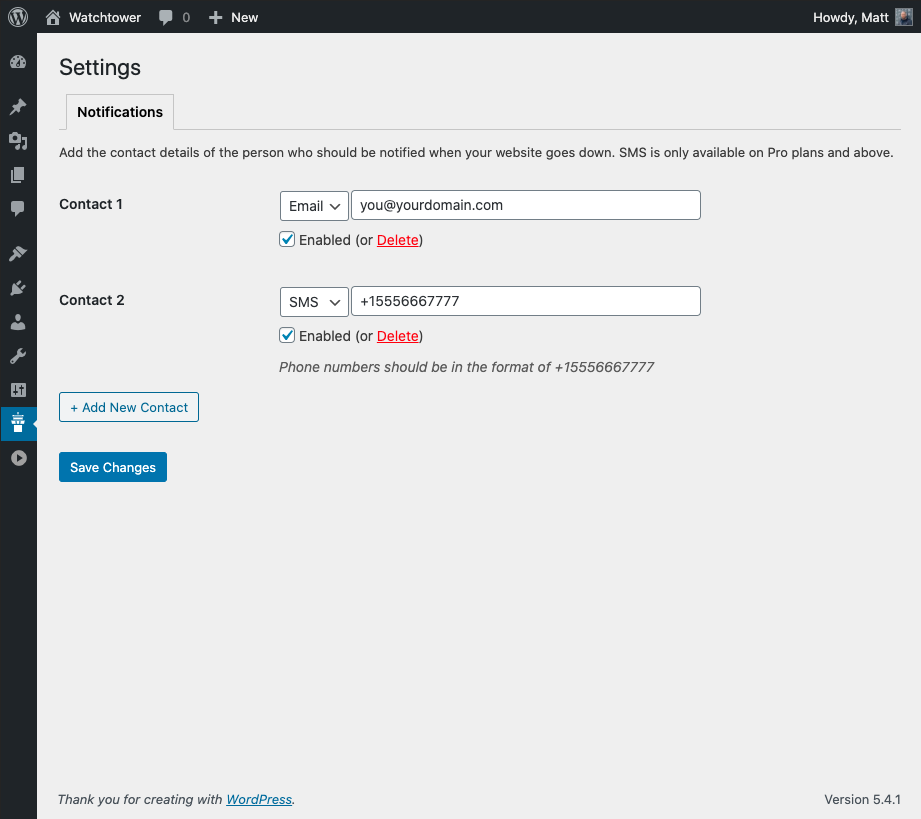 Watchtower 0 New Howdy, Matt
Settings
Notifications
Add the contact details of the person who should be notified when your website goes down. SMS is only available on Pro plans and above.
Contact 1 Email you@yourdomain.com
Enabled (or Delete)
Contact 2 SMS +15556667777
Enabled (or Delete)
Phone numbers should be in the format of +15556667777
+ Add New Contact
Save Changes
Thank you for creating with WordPress. Version 5.4.1